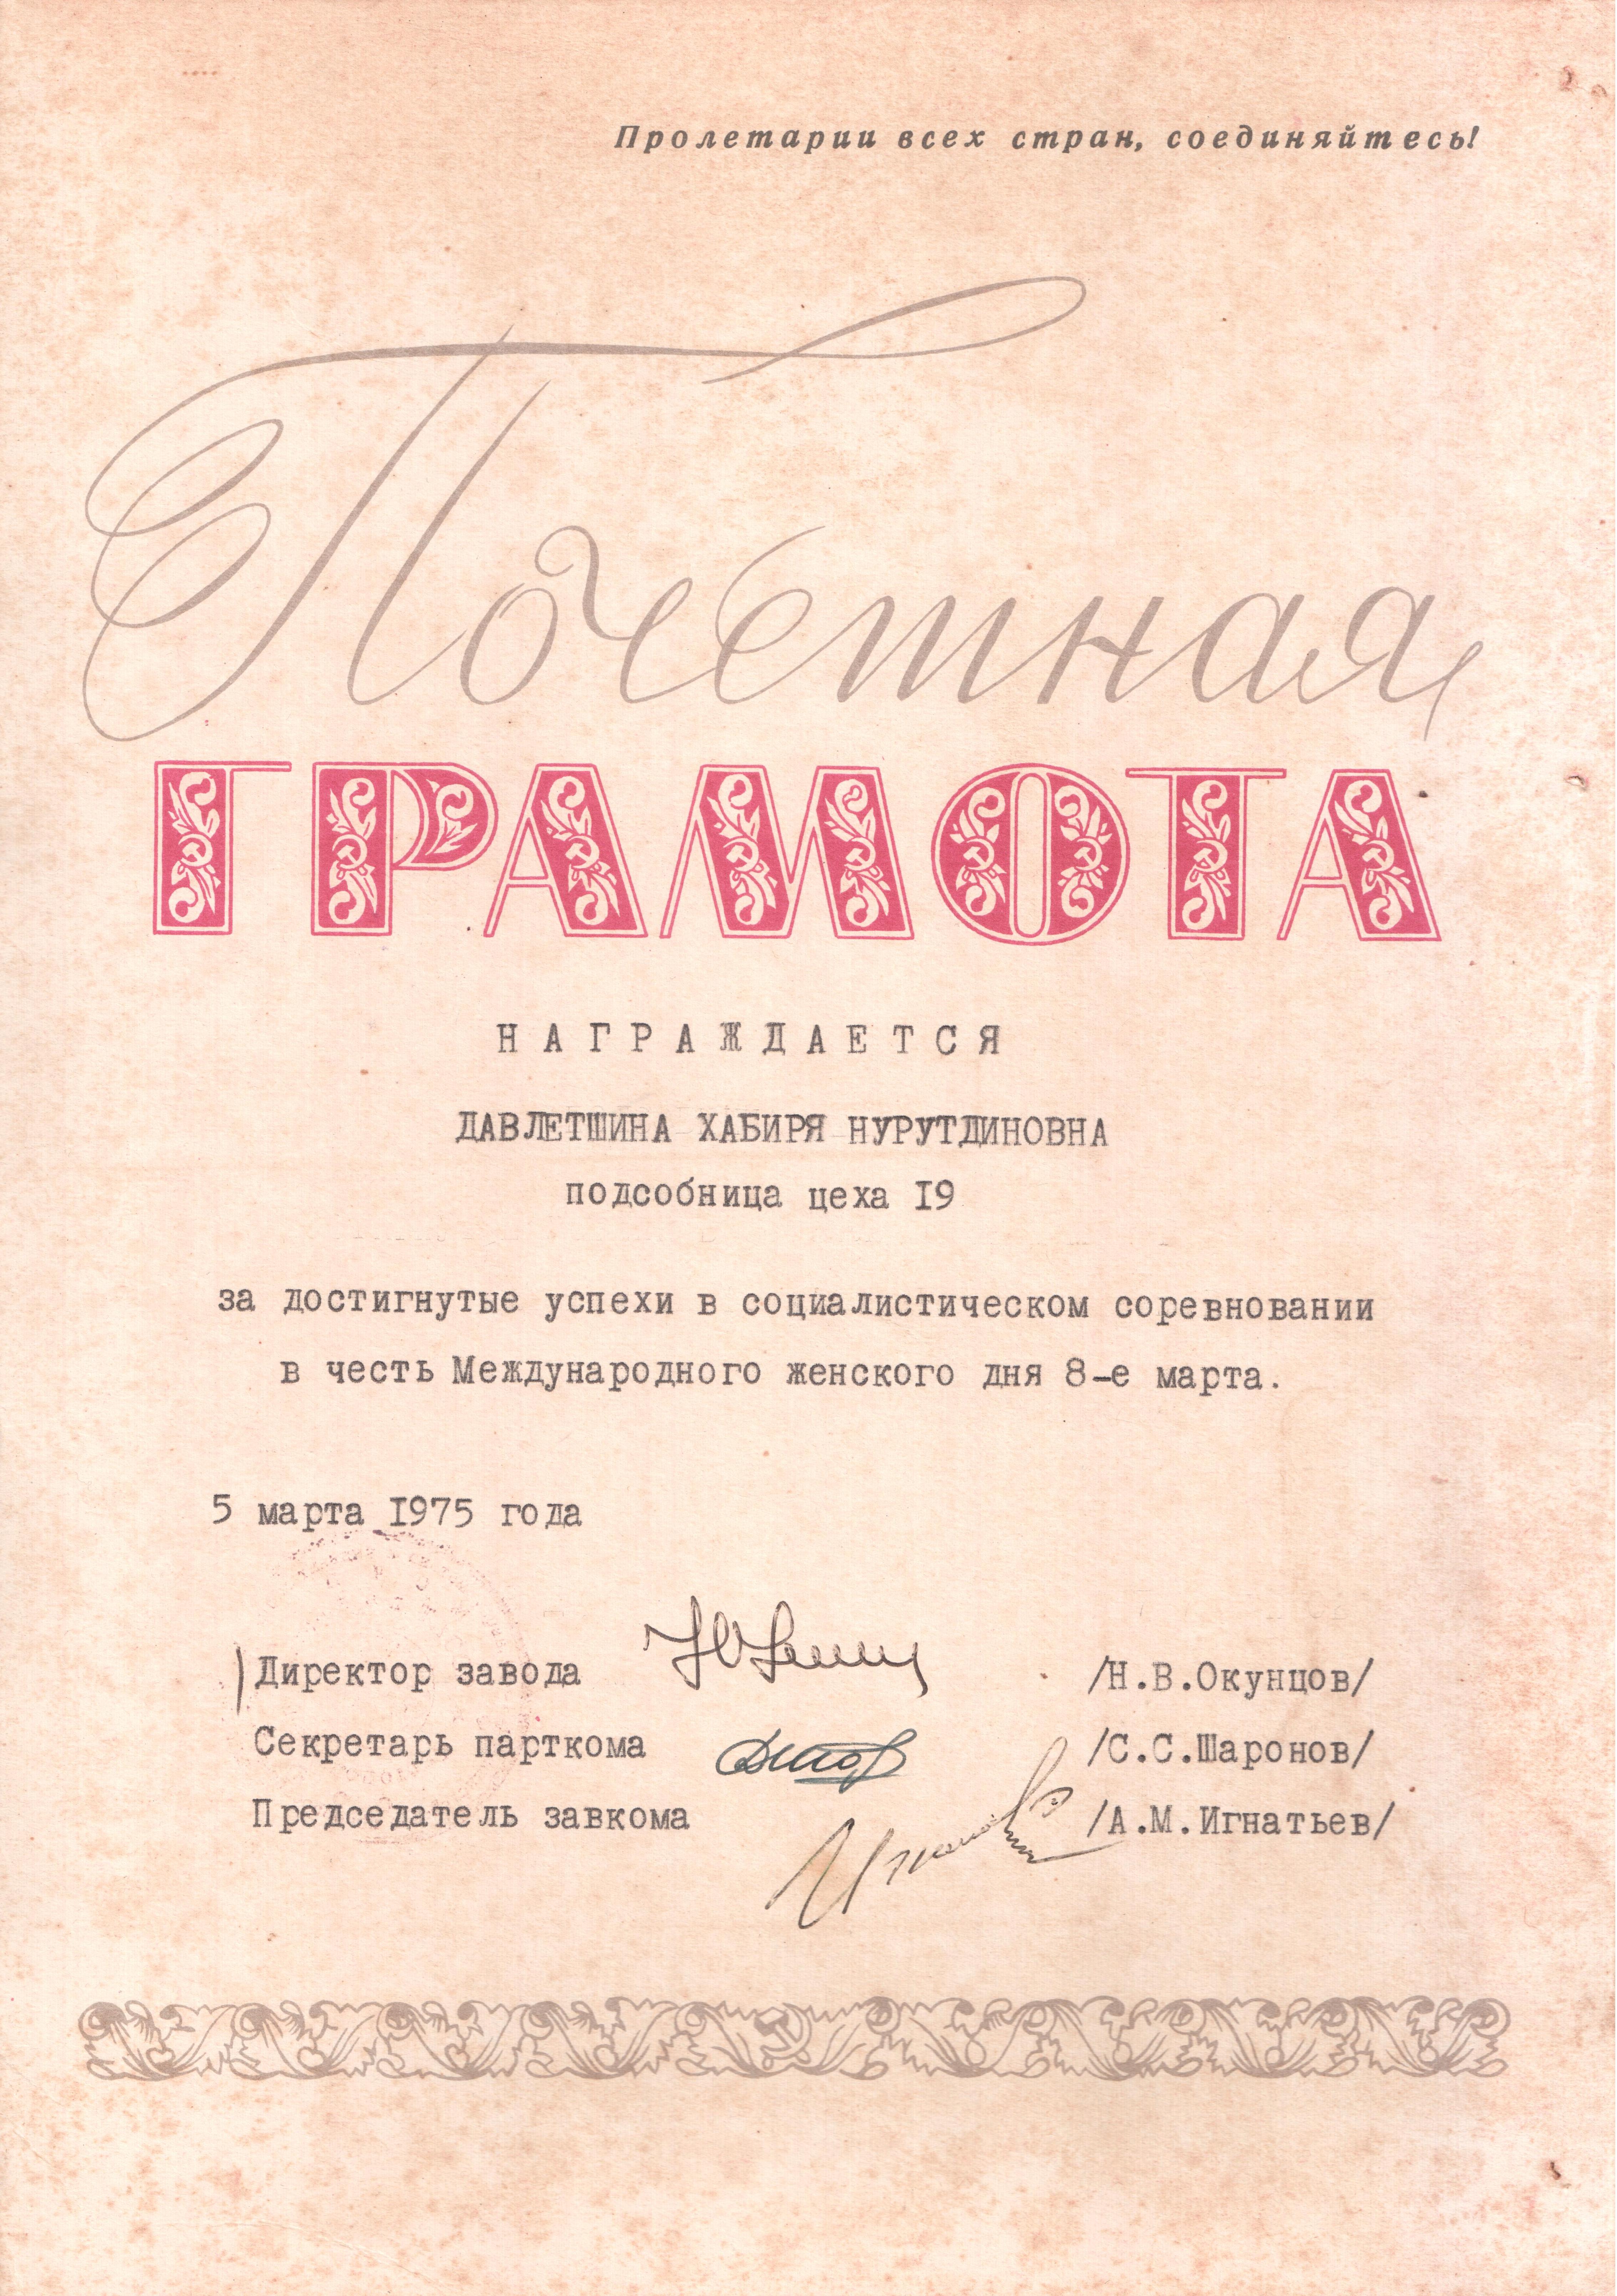 Пролетарии всех стран, соединяйтесь!
Почетная
ГРАМОТА
НАГРАЖДАЕТСЯ
ДАВЛЕТШИНА ХАБИРЯ НУРУТДИНОВНА
подсобница цеха I9
за достигнутые успехи в социалистическом соревновании
в честь Международного женского дня 8-е марта.
5 марта I975 года
Директор завода /Н.В.Окунцов/
Секретарь парткома /С.С.Шаронов/
Председатель завкома /А.М.Игнатьев/